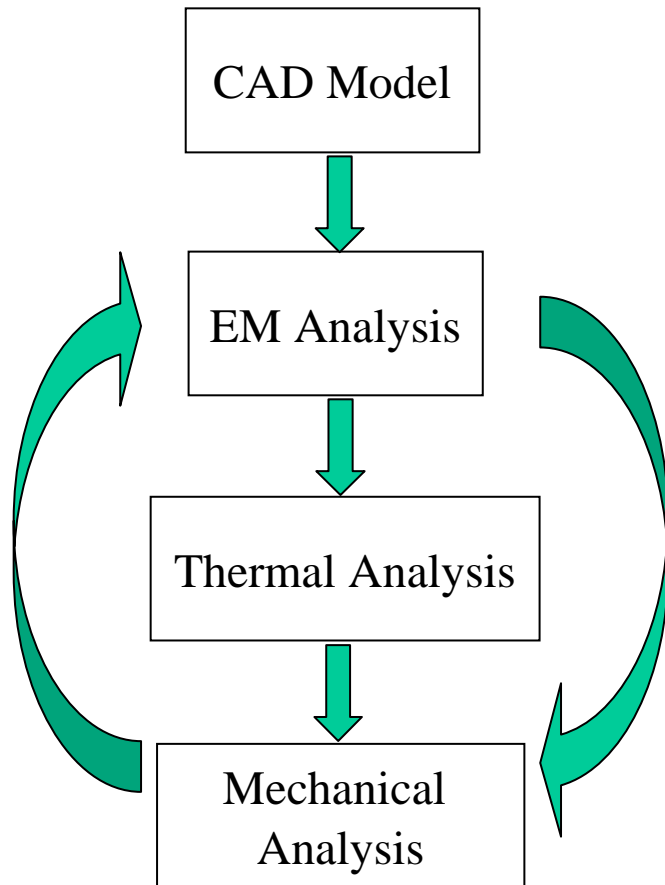 CAD Model
EM Analysis
Thermal Analysis
Mechanical
Analysis